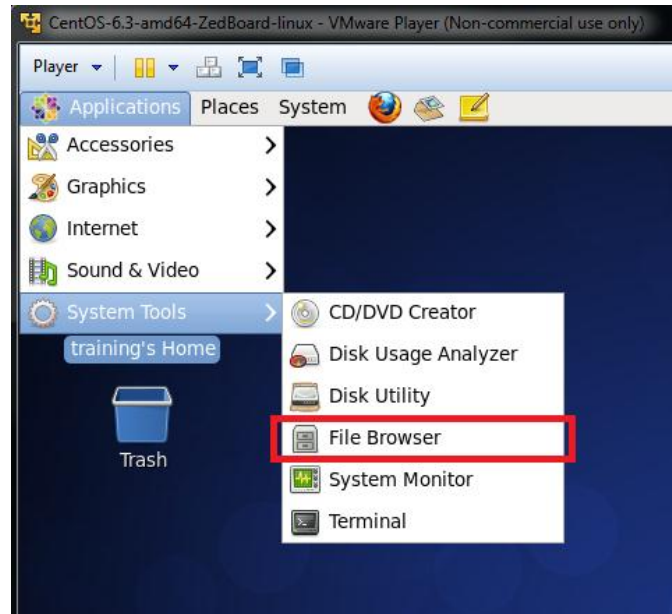 CentOS-6.3-amd64-ZedBoard-linux - VMware Player (Non-commercial use only)
Player
Applications Places System
Accessories
Graphics
Internet
Sound & Video
System Tools
CD/DVD Creator
Disk Usage Analyzer
Disk Utility
File Browser
System Monitor
Terminal
training's Home
Trash